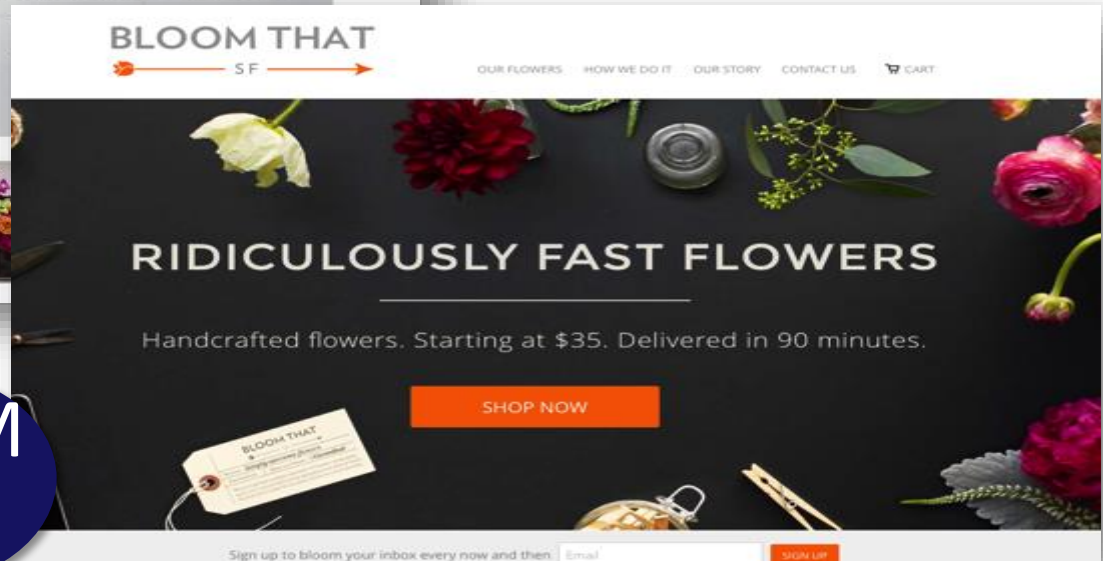 BLOOM THAT
SF
OUR FLOWERS HOW WE DO IT OUR STORY CONTACT US CART
RIDICULOUSLY FAST FLOWERS
Handcrafted flowers. Starting at $35. Delivered in 90 minutes.
SHOP NOW
M
BLOOM THAT
Sign up to bloom your inbox every now and then Email SIGN UP